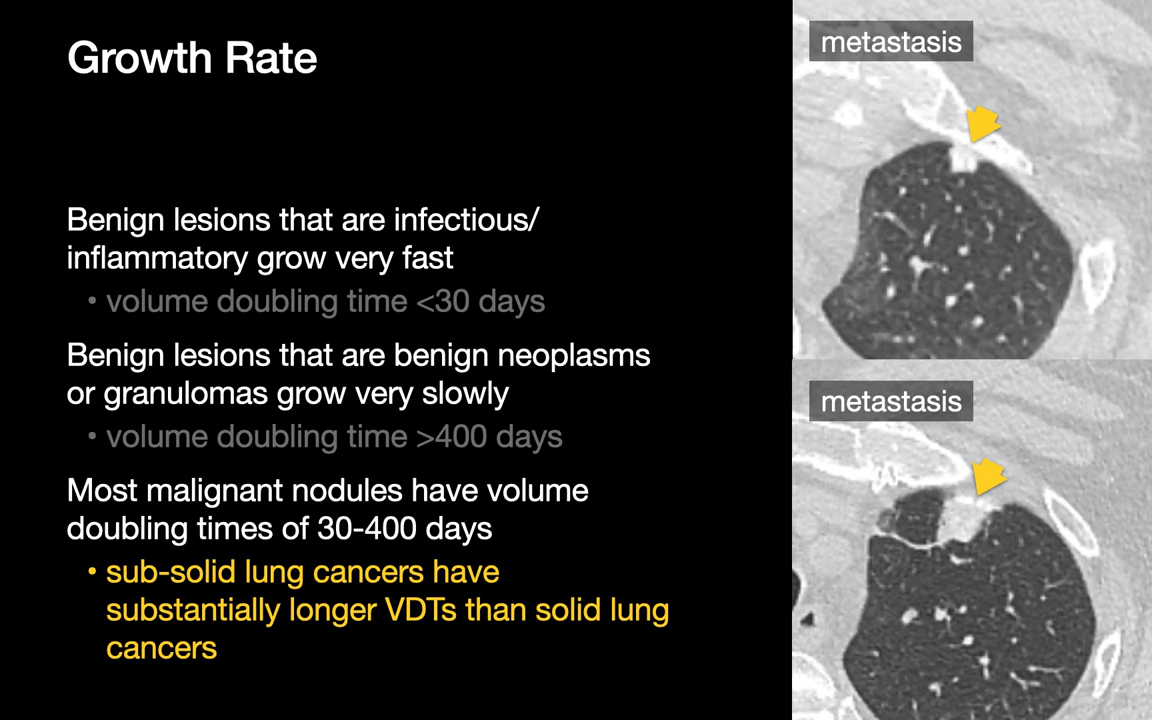 Growth Rate
Benign lesions that are infectious/
inflammatory grow very fast
• volume doubling time <30 days
Benign lesions that are benign neoplasms
or granulomas grow very slowly
• volume doubling time >400 days
Most malignant nodules have volume
doubling times of 30-400 days
• sub-solid lung cancers have
substantially longer VDTs than solid lung
cancers
metastasis
metastasis